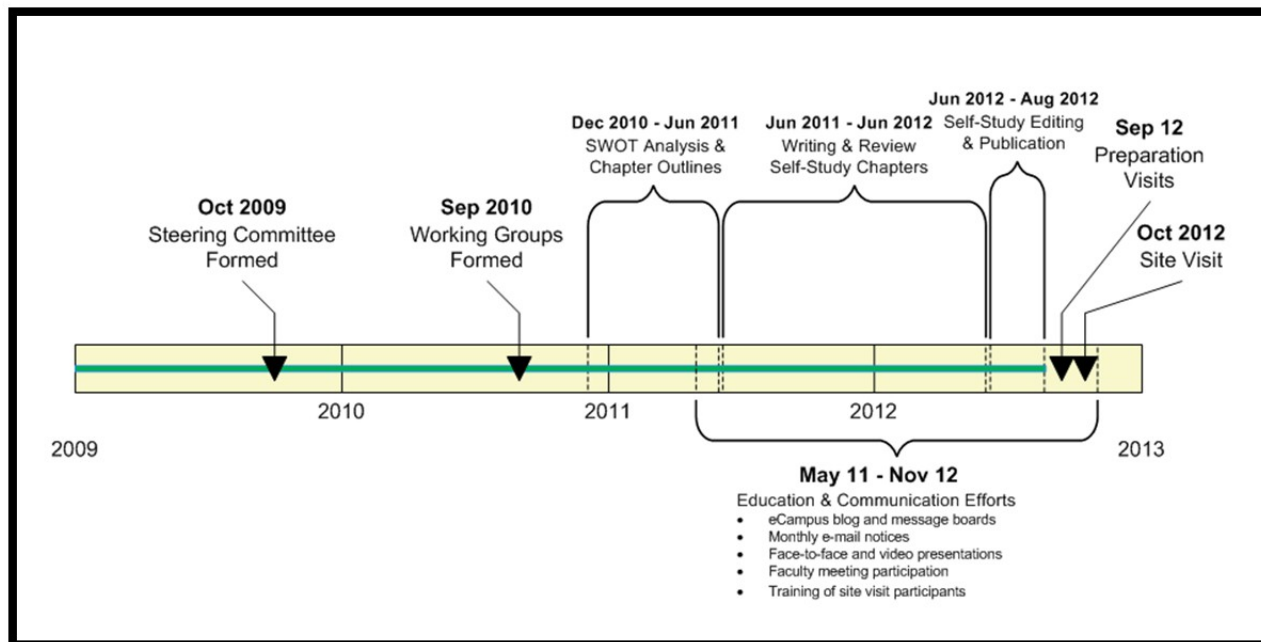 Oct 2009
Steering Committee
Formed
Sep 2010
Working Groups
Formed
Dec 2010 - Jun 2011
SWOT Analysis &
Chapter Outlines
Jun 2011 - Jun 2012
Writing & Review
Self-Study Chapters
Jun 2012 - Aug 2012
Self-Study Editing
& Publication
Sep 12
Preparation
Visits
Oct 2012
Site Visit
2009
2010
2011
2012
2013
May 11 - Nov 12
Education & Communication Efforts
• eCampus blog and message boards
• Monthly e-mail notices
• Face-to-face and video presentations
• Faculty meeting participation
• Training of site visit participants